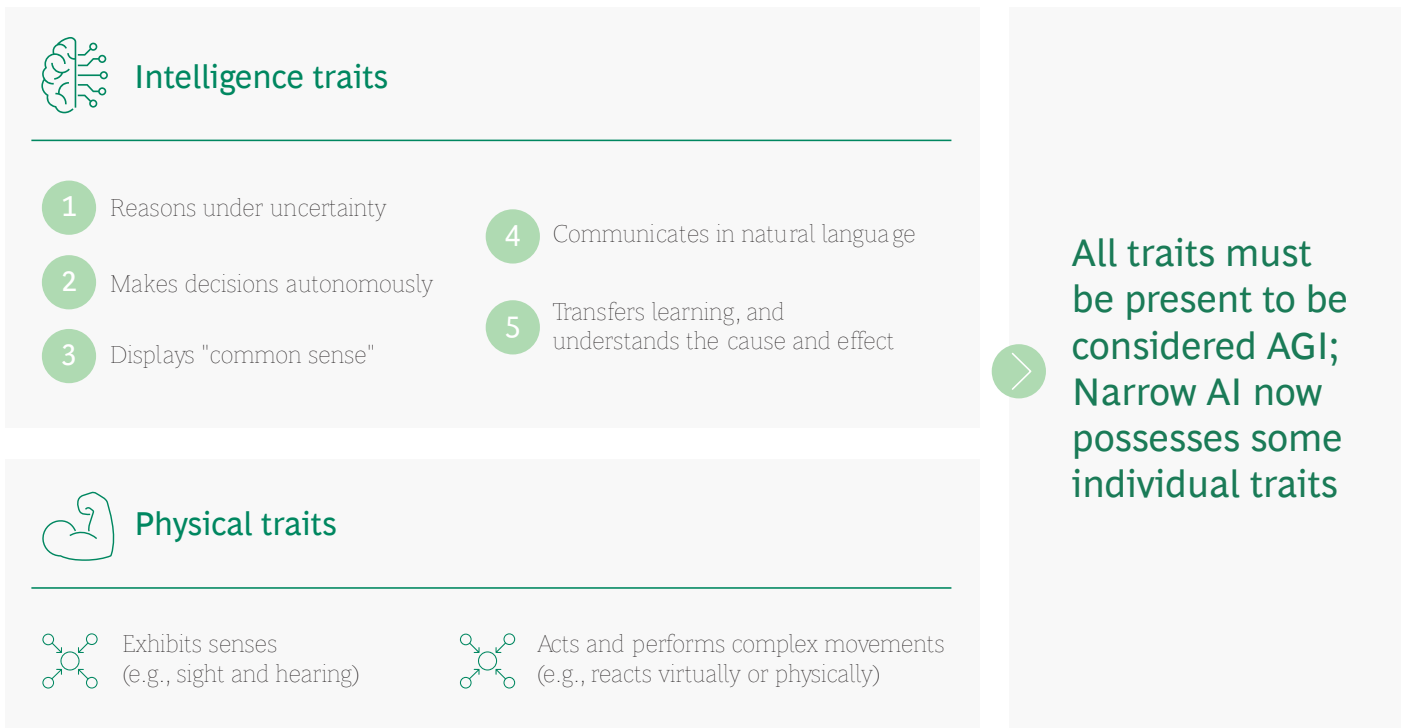 Intelligence traits
1 Reasons under uncertainty
2 Makes decisions autonomously
3 Displays "common sense"
4 Communicates in natural language
5 Transfers learning, and
understands the cause and effect
Physical traits
Exhibits senses
(e.g., sight and hearing)
Acts and performs complex movements
(e.g., reacts virtually or physically)
All traits must
be present to be
considered AGI;
Narrow AI now
possesses some
individual traits